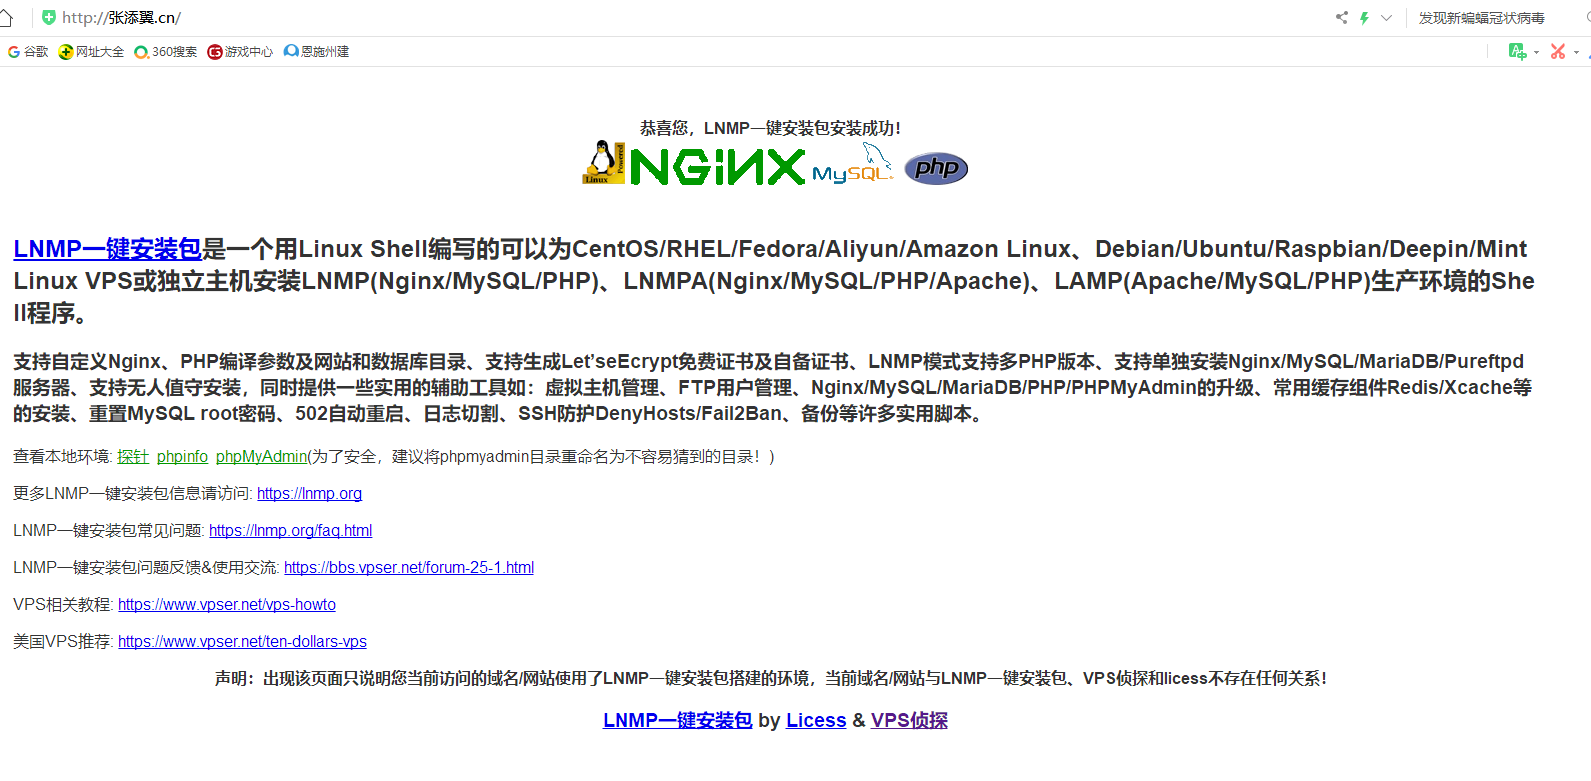 http://张添翼.cn/
发现新蝙蝠冠状病毒
谷歌 网址大全 360搜索 游戏中心 恩施州建
恭喜您，LNMP一键安装包安装成功！
Linux Powered NGiNX MySQL php
LNMP一键安装包是一个用Linux Shell编写的可以为CentOS/RHEL/Fedora/Aliyun/Amazon Linux、Debian/Ubuntu/Raspbian/Deepin/Mint
Linux VPS或独立主机安装LNMP(Nginx/MySQL/PHP)、LNMPA(Nginx/MySQL/PHP/Apache)、LAMP(Apache/MySQL/PHP)生产环境的She
ll程序。
支持自定义Nginx、PHP编译参数及网站和数据库目录、支持生成Let’seEcrypt免费证书及自备证书、LNMP模式支持多PHP版本、支持单独安装Nginx/MySQL/MariaDB/Pureftpd
服务器、支持无人值守安装，同时提供一些实用的辅助工具如：虚拟主机管理、FTP用户管理、Nginx/MySQL/MariaDB/PHP/PHPMyAdmin的升级、常用缓存组件Redis/Xcache等
的安装、重置MySQL root密码、502自动重启、日志切割、SSH防护DenyHosts/Fail2Ban、备份等许多实用脚本。
查看本地环境: 探针 phpinfo phpMyAdmin(为了安全，建议将phpmyadmin目录重命名为不容易猜到的目录！)
更多LNMP一键安装包信息请访问: https://lnmp.org
LNMP一键安装包常见问题: https://lnmp.org/faq.html
LNMP一键安装包问题反馈&使用交流: https://bbs.vpser.net/forum-25-1.html
VPS相关教程: https://www.vpser.net/vps-howto
美国VPS推荐: https://www.vpser.net/ten-dollars-vps
声明：出现该页面只说明您当前访问的域名/网站使用了LNMP一键安装包搭建的环境，当前域名/网站与LNMP一键安装包、VPS侦探和licess不存在任何关系！
LNMP一键安装包 by Licess & VPS侦探